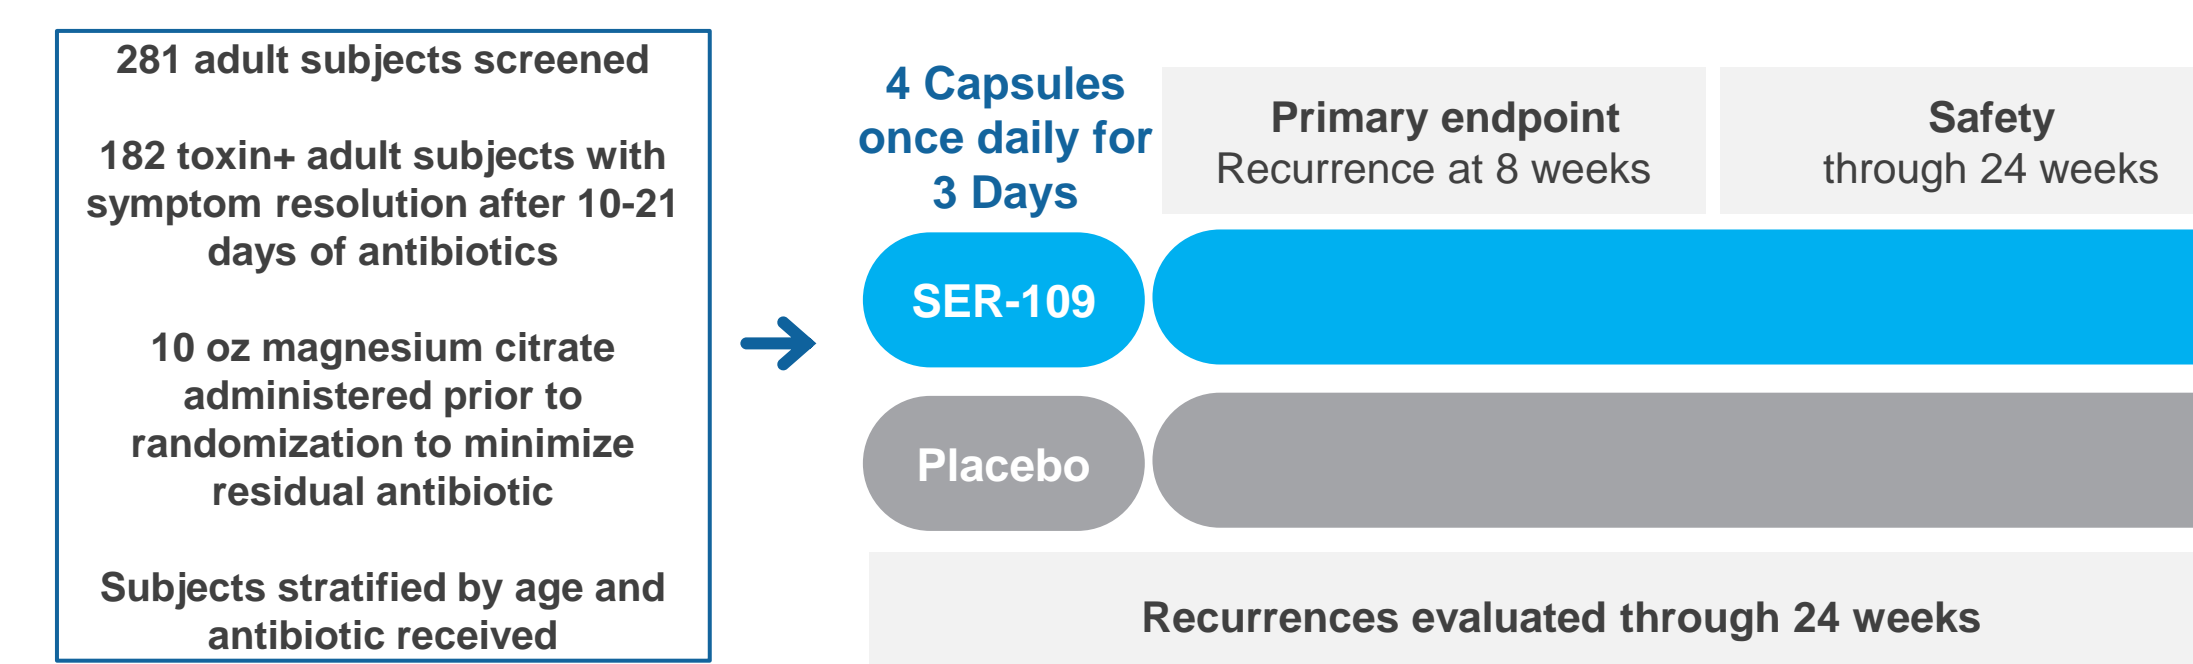 281 adult subjects screened
182 toxin+ adult subjects with
symptom resolution after 10-21
days of antibiotics
10 oz magnesium citrate
administered prior to
randomization to minimize
residual antibiotic
Subjects stratified by age and
antibiotic received
4 Capsules
once daily for
3 Days
Primary endpoint
Recurrence at 8 weeks
Safety
through 24 weeks
SER-109
Placebo
Recurrences evaluated through 24 weeks